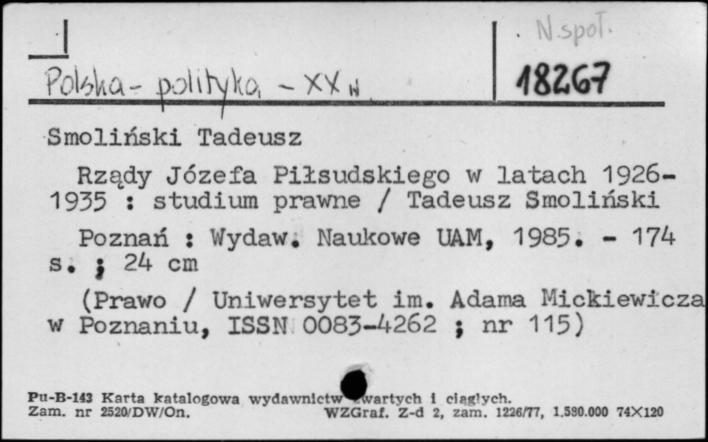 N. społ.
Polska - polityka - XX w
18267
Smoliński Tadeusz
Rządy Józefa Piłsudskiego w latach 1926-
1935 : studium prawne / Tadeusz Smoliński
Poznań : Wydaw. Naukowe UAM, 1985. - 174
s. ; 24 cm
(Prawo / Uniwersytet im. Adama Mickiewicza
w Poznaniu, ISSN 0083-4262 ; nr 115)
Pu-B-143 Karta katalogowa wydawnictw zwartych i ciągłych.
Zam. nr 2520/DW/On. WZGraf. Z-d 2, zam. 1226/77, 1.580.000 74X120